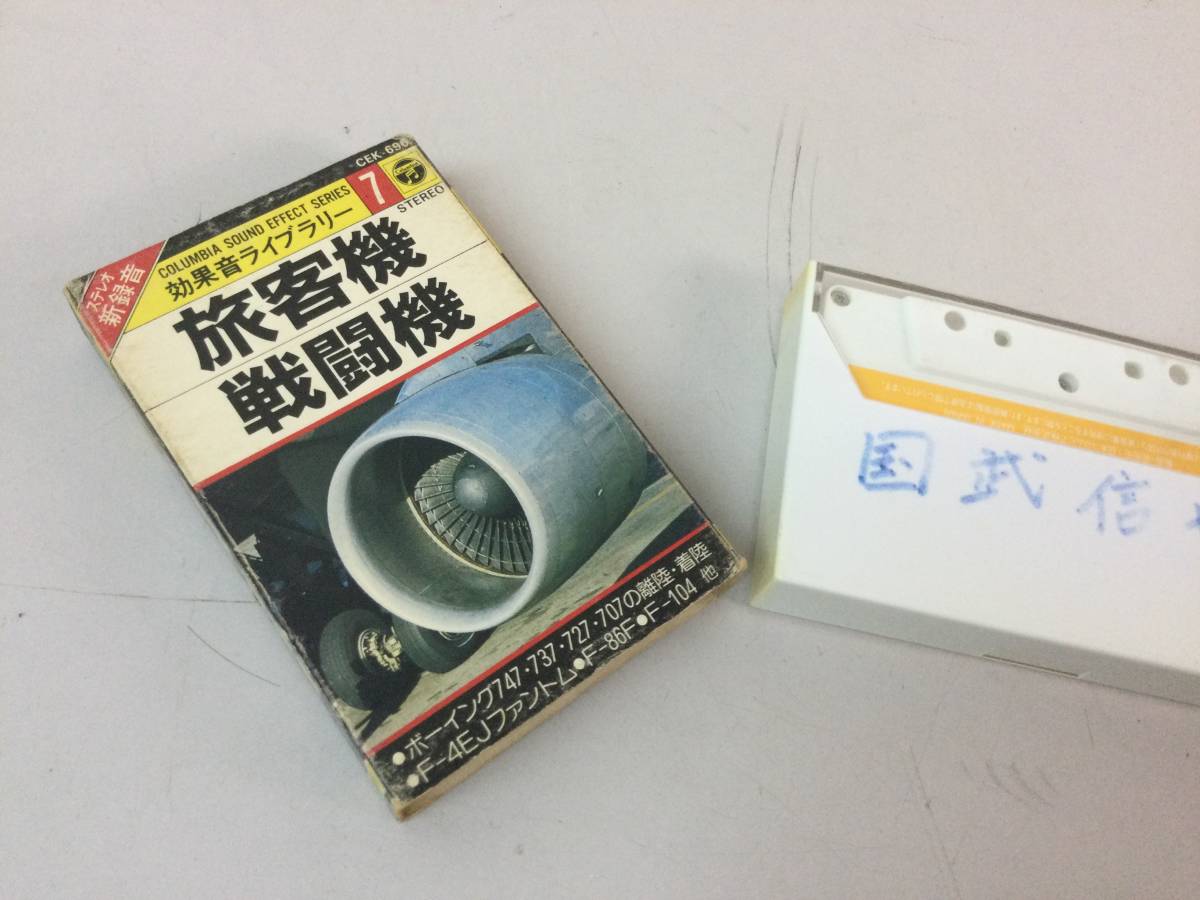 CEK-696
COLUMBIA SOUND EFFECT SERIES
7
STEREO
ステレオ
新録音
効果音ライブラリー
旅客機
戦闘機
●ボーイング747・737・727・707の離陸・着陸
●F-4EJファントム●F-86F●F-104 他
国武信